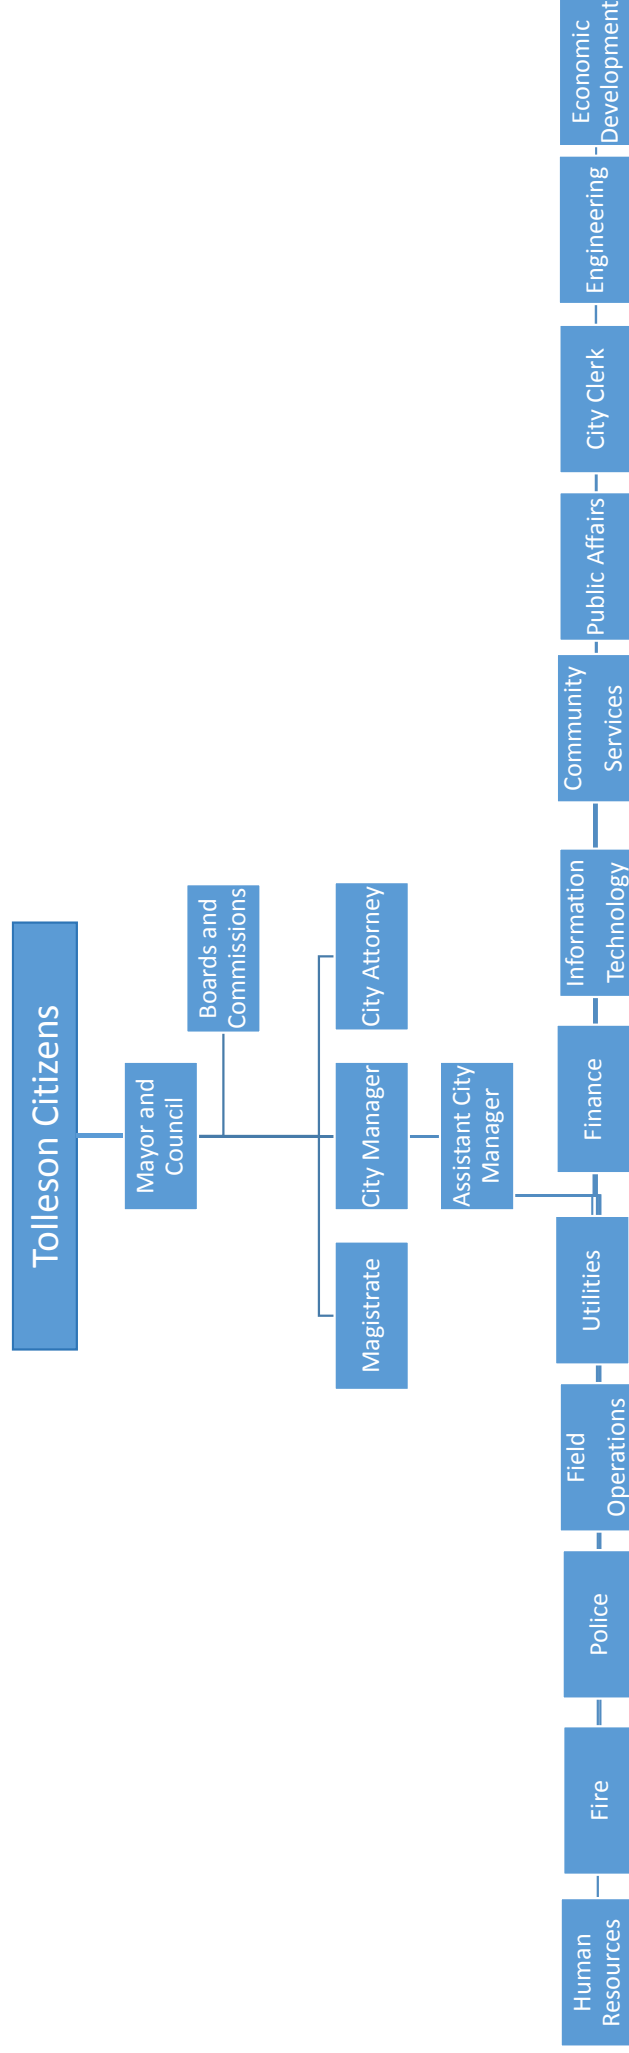 Tolleson Citizens
Mayor and
Council
Boards and
Commissions
Magistrate
City Manager
City Attorney
Assistant City
Manager
Human
Resources
Fire
Police
Field
Operations
Utilities
Finance
Information
Technology
Community
Services
Public Affairs
City Clerk
Engineering
Economic
Development